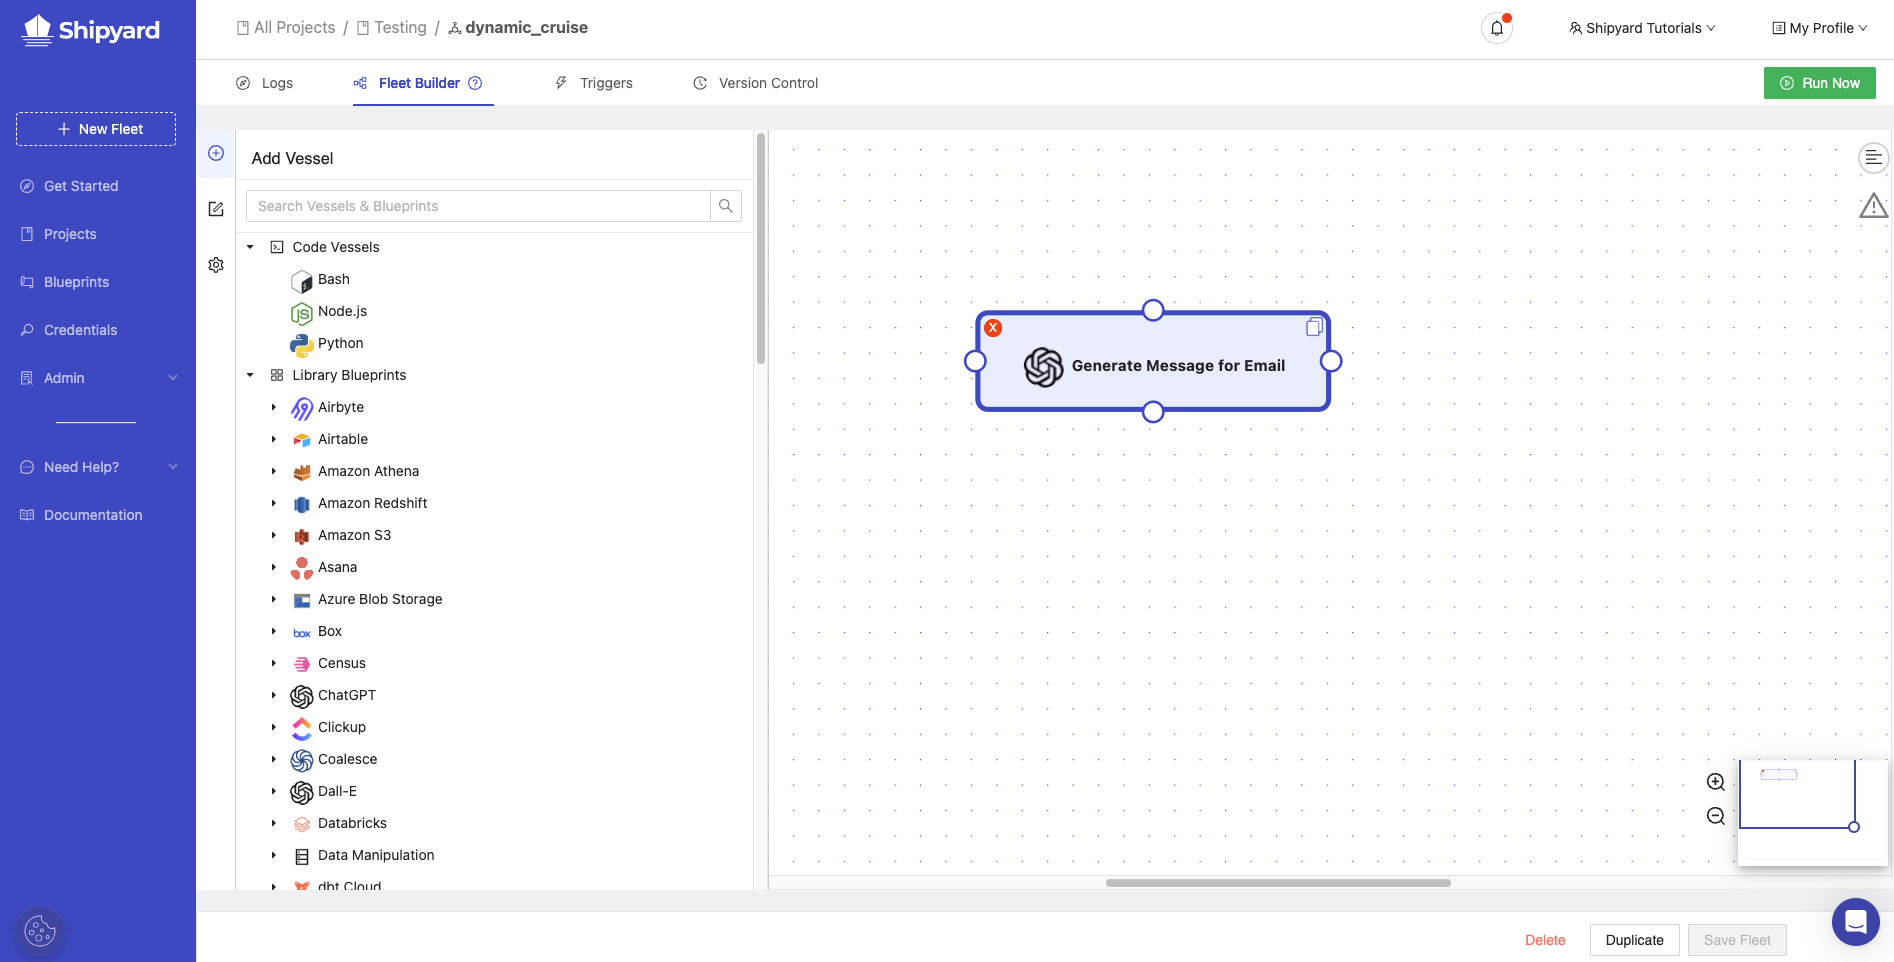 Shipyard
All Projects / Testing / dynamic_cruise
Shipyard Tutorials
My Profile
Logs
Fleet Builder
Triggers
Version Control
Run Now
New Fleet
Get Started
Projects
Blueprints
Credentials
Admin
Need Help?
Documentation
Add Vessel
Search Vessels & Blueprints
Code Vessels
Bash
Node.js
Python
Library Blueprints
Airbyte
Airtable
Amazon Athena
Amazon Redshift
Amazon S3
Asana
Azure Blob Storage
box Box
Census
ChatGPT
Clickup
Coalesce
Dall-E
Databricks
Data Manipulation
dbt Cloud
X
Generate Message for Email
Delete
Duplicate
Save Fleet